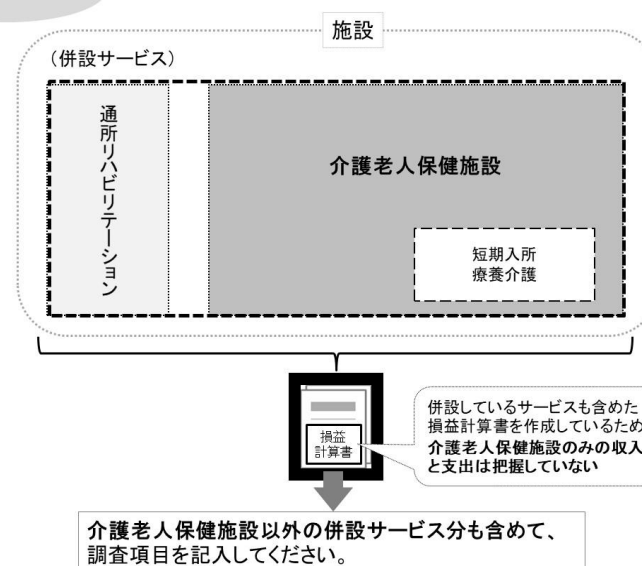 施設
（併設サービス）
通所リハビリテーション
介護老人保健施設
短期入所
療養介護
損益
計算書
併設しているサービスも含めた
損益計算書を作成しているため
介護老人保健施設のみの収入
と支出は把握していない
介護老人保健施設以外の併設サービス分も含めて、
調査項目を記入してください。